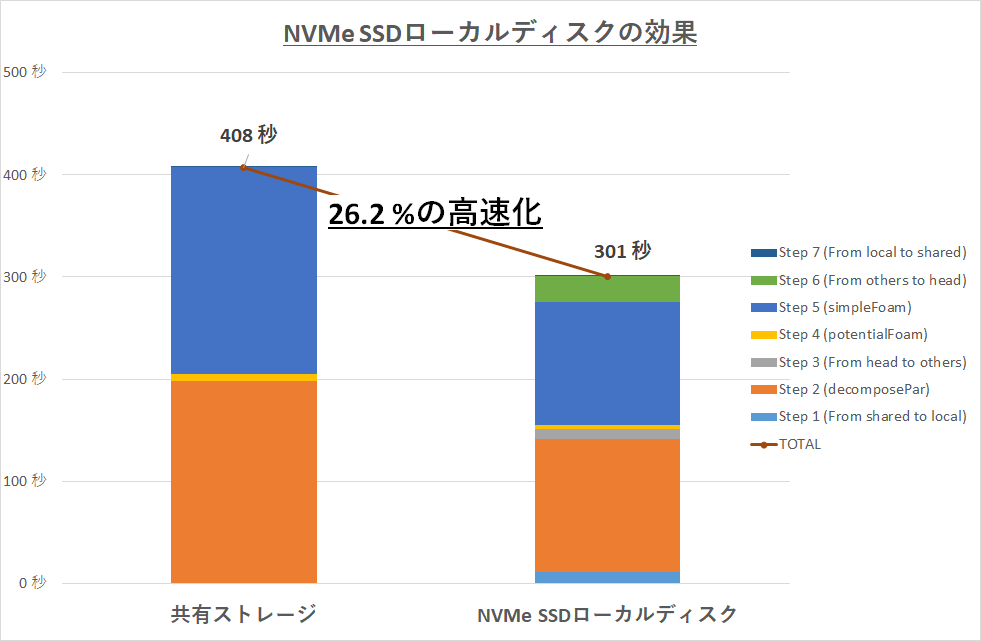 NVMe SSDローカルディスクの効果
500 秒
400 秒
300 秒
200 秒
100 秒
0 秒
408 秒
26.2 %の高速化
301 秒
共有ストレージ
NVMe SSDローカルディスク
Step 7 (From local to shared)
Step 6 (From others to head)
Step 5 (simpleFoam)
Step 4 (potentialFoam)
Step 3 (From head to others)
Step 2 (decomposePar)
Step 1 (From shared to local)
TOTAL